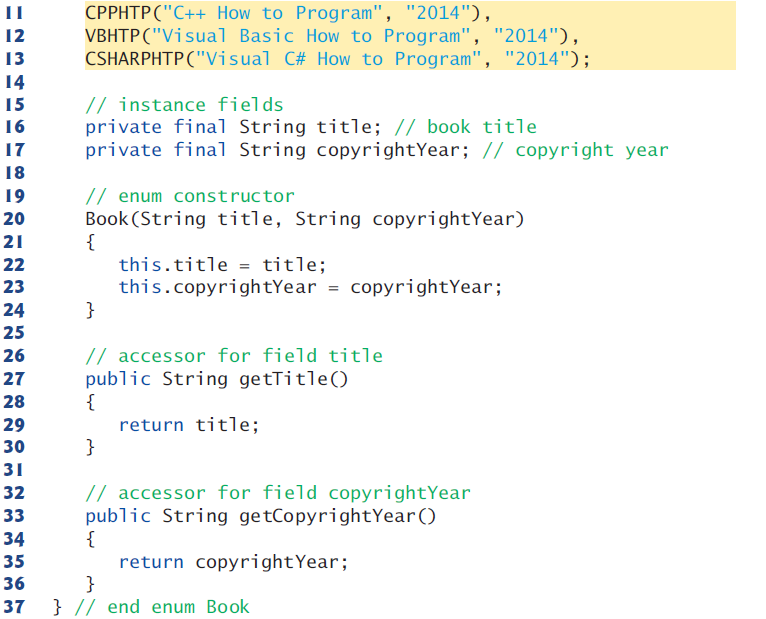 11 CPPHTP("C++ How to Program", "2014"),
12 VBHTP("Visual Basic How to Program", "2014"),
13 CSHARPHTP("Visual C# How to Program", "2014");
14
15 // instance fields
16 private final String title; // book title
17 private final String copyrightYear; // copyright year
18
19 // enum constructor
20 Book(String title, String copyrightYear)
21 {
22 this.title = title;
23 this.copyrightYear = copyrightYear;
24 }
25
26 // accessor for field title
27 public String getTitle()
28 {
29 return title;
30 }
31
32 // accessor for field copyrightYear
33 public String getCopyrightYear()
34 {
35 return copyrightYear;
36 }
37 } // end enum Book